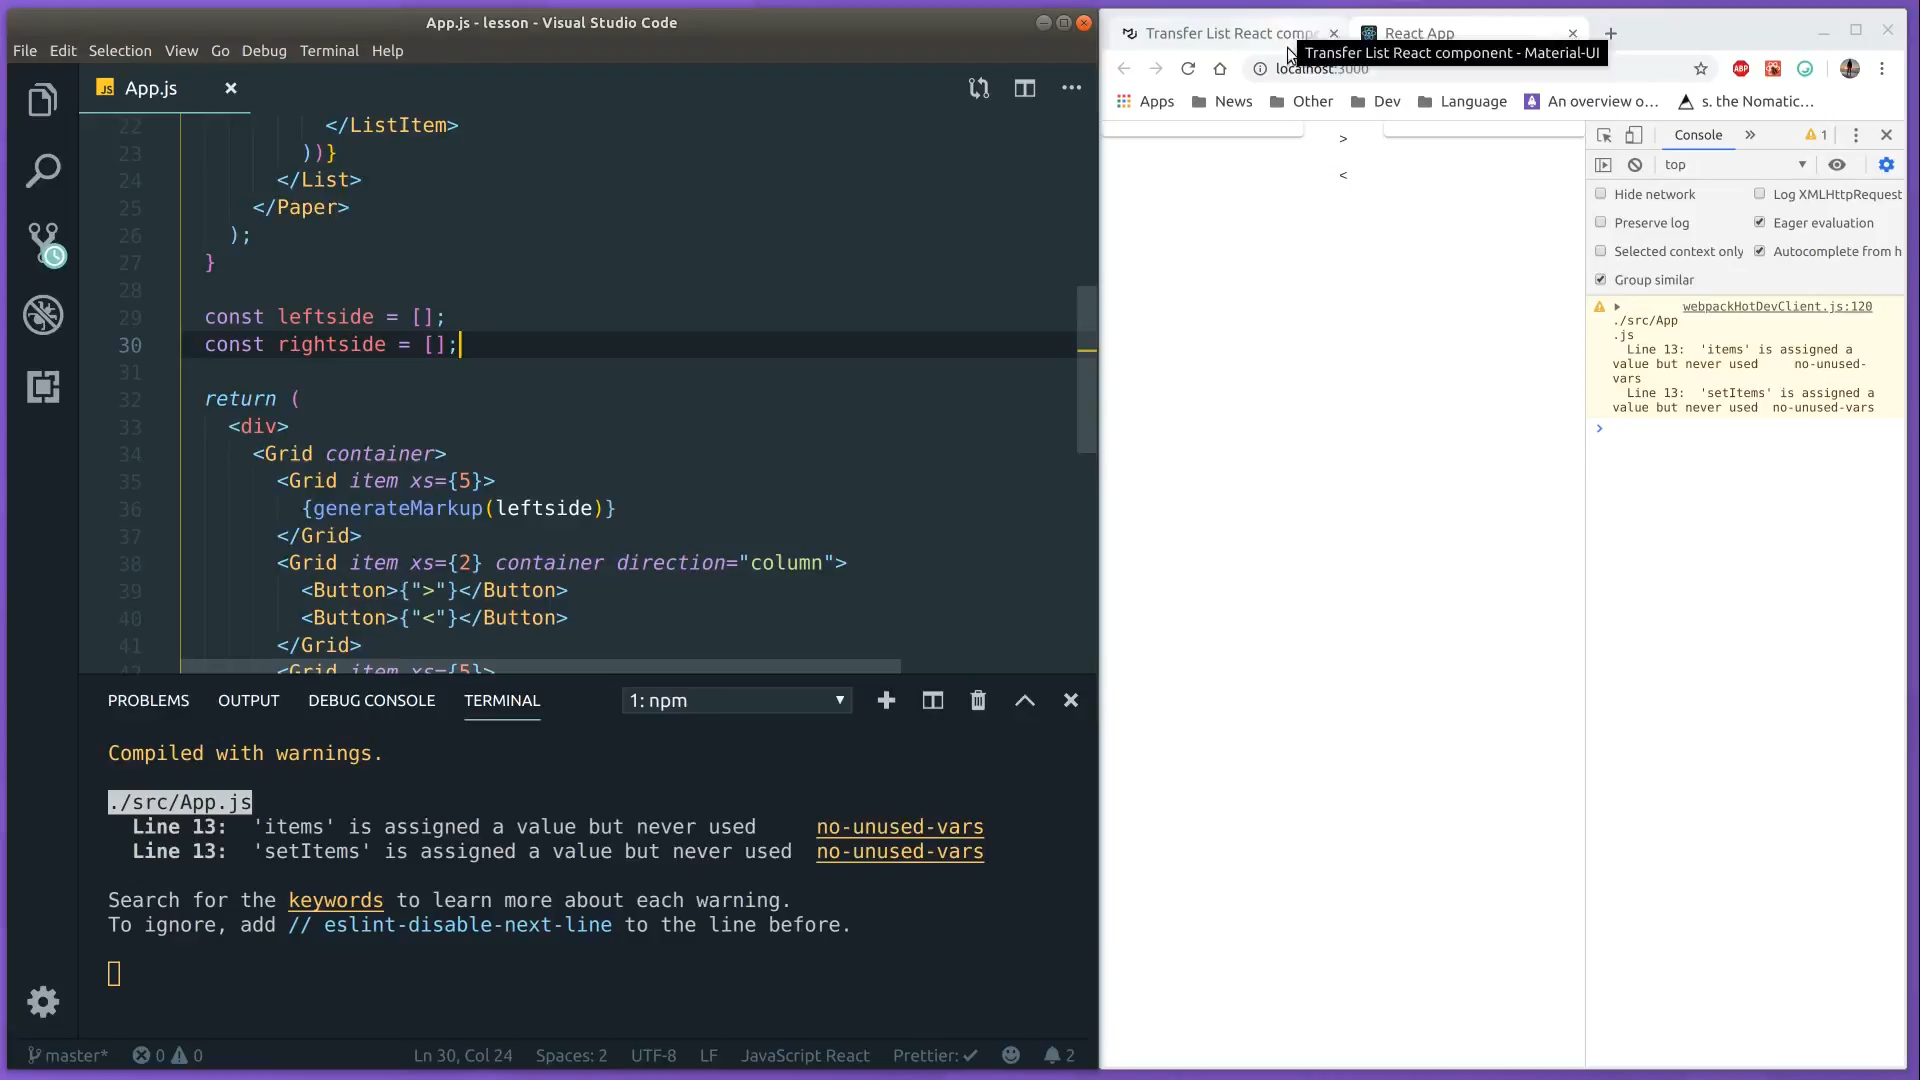 App.js - lesson - Visual Studio Code
File Edit Selection View Go Debug Terminal Help
JS App.js
22 </ListItem>
23 ))}
24 </List>
25 </Paper>
26 );
27 }
28
29 const leftside = [];
30 const rightside = [];
31
32 return (
33 <div>
34 <Grid container>
35 <Grid item xs={5}>
36 {generateMarkup(leftside)}
37 </Grid>
38 <Grid item xs={2} container direction="column">
39 <Button>{">"}</Button>
40 <Button>{"<"}</Button>
41 </Grid>
42 <Grid item xs={5}>
PROBLEMS OUTPUT DEBUG CONSOLE TERMINAL 1: npm
Compiled with warnings.
./src/App.js
Line 13: 'items' is assigned a value but never used no-unused-vars
Line 13: 'setItems' is assigned a value but never used no-unused-vars
Search for the keywords to learn more about each warning.
To ignore, add // eslint-disable-next-line to the line before.
master* 0 0 Ln 30, Col 24 Spaces: 2 UTF-8 LF JavaScript React Prettier: ✓ 2
Transfer List React comp React App
Transfer List React component - Material-UI
localhost:3000
ABP
Apps News Other Dev Language An overview o... s. the Nomatic...
>
<
Console » 1
top
Hide network Log XMLHttpRequest
Preserve log Eager evaluation
Selected context only Autocomplete from h
Group similar
webpackHotDevClient.js:120
./src/App
.js
Line 13: 'items' is assigned a
value but never used no-unused-
vars
Line 13: 'setItems' is assigned a
value but never used no-unused-vars